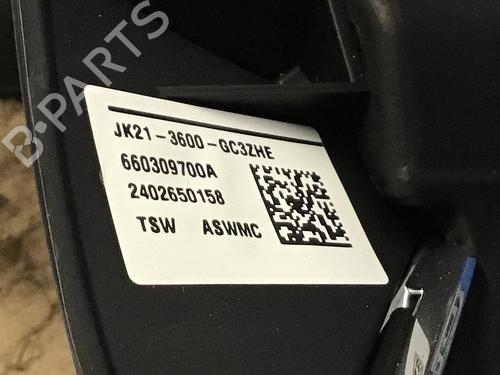 B-PARTS
JK21-3600-GC3ZHE
660309700A
2402650158
TSW ASWMC